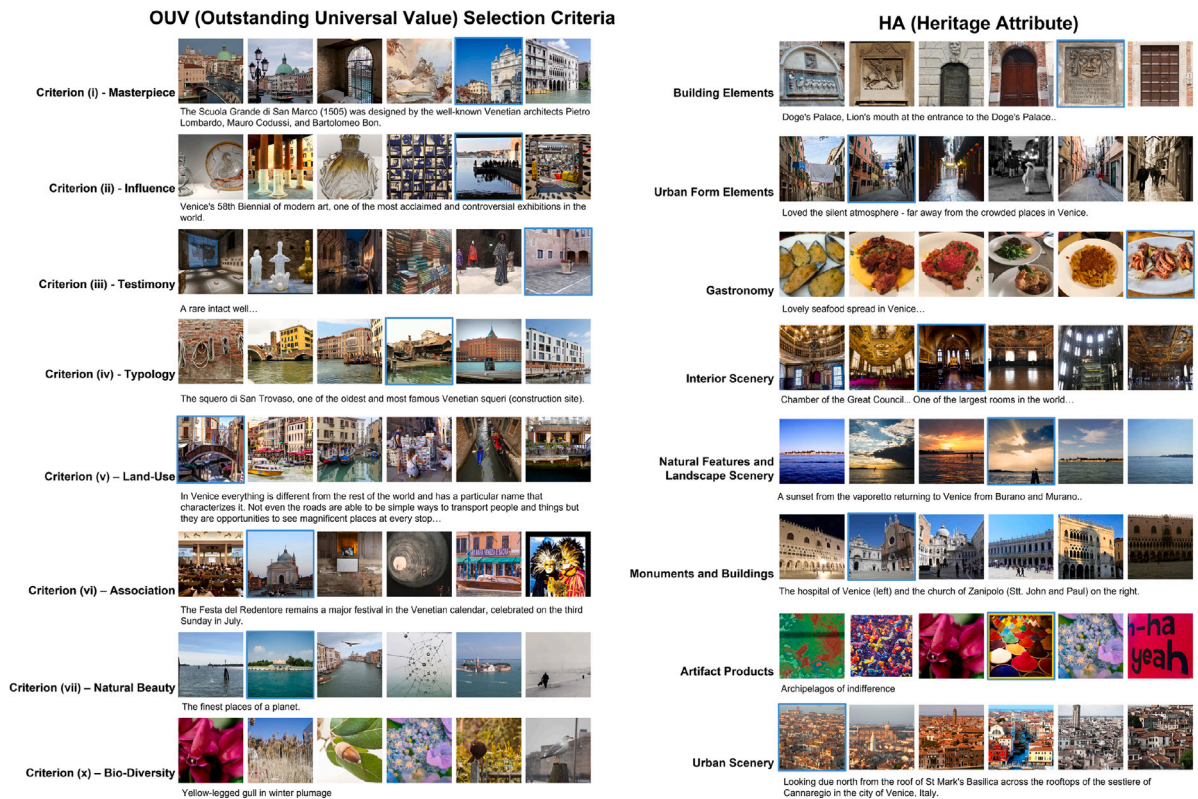 OUV (Outstanding Universal Value) Selection Criteria
Criterion (i) - Masterpiece
The Scuola Grande di San Marco (1505) was designed by the well-known Venetian architects Pietro
Lombardo, Mauro Codussi, and Bartolomeo Bon.
Criterion (ii) - Influence
Venice's 58th Biennial of modern art, one of the most acclaimed and controversial exhibitions in the
world.
Criterion (iii) - Testimony
A rare intact well…
Criterion (iv) - Typology
The squero di San Trovaso, one of the oldest and most famous Venetian squeri (construction site).
Criterion (v) – Land-Use
In Venice everything is different from the rest of the world and has a particular name that
characterizes it. Not even the roads are able to be simple ways to transport people and things but
they are opportunities to see magnificent places at every stop…
Criterion (vi) – Association
The Festa del Redentore remains a major festival in the Venetian calendar, celebrated on the third
Sunday in July.
Criterion (vii) – Natural Beauty
The finest places of a planet.
Criterion (x) – Bio-Diversity
Yellow-legged gull in winter plumage
HA (Heritage Attribute)
Building Elements
Doge's Palace, Lion's mouth at the entrance to the Doge's Palace..
Urban Form Elements
Loved the silent atmosphere - far away from the crowded places in Venice.
Gastronomy
Lovely seafood spread in Venice…
Interior Scenery
Chamber of the Great Council... One of the largest rooms in the world…
Natural Features and
Landscape Scenery
A sunset from the vaporetto returning to Venice from Burano and Murano..
Monuments and Buildings
The hospital of Venice (left) and the church of Zanipolo (Stt. John and Paul) on the right.
Artifact Products
n-ha
yeah
Archipelagos of indifference
Urban Scenery
Looking due north from the roof of St Mark's Basilica across the rooftops of the sestiere of
Cannaregio in the city of Venice, Italy.